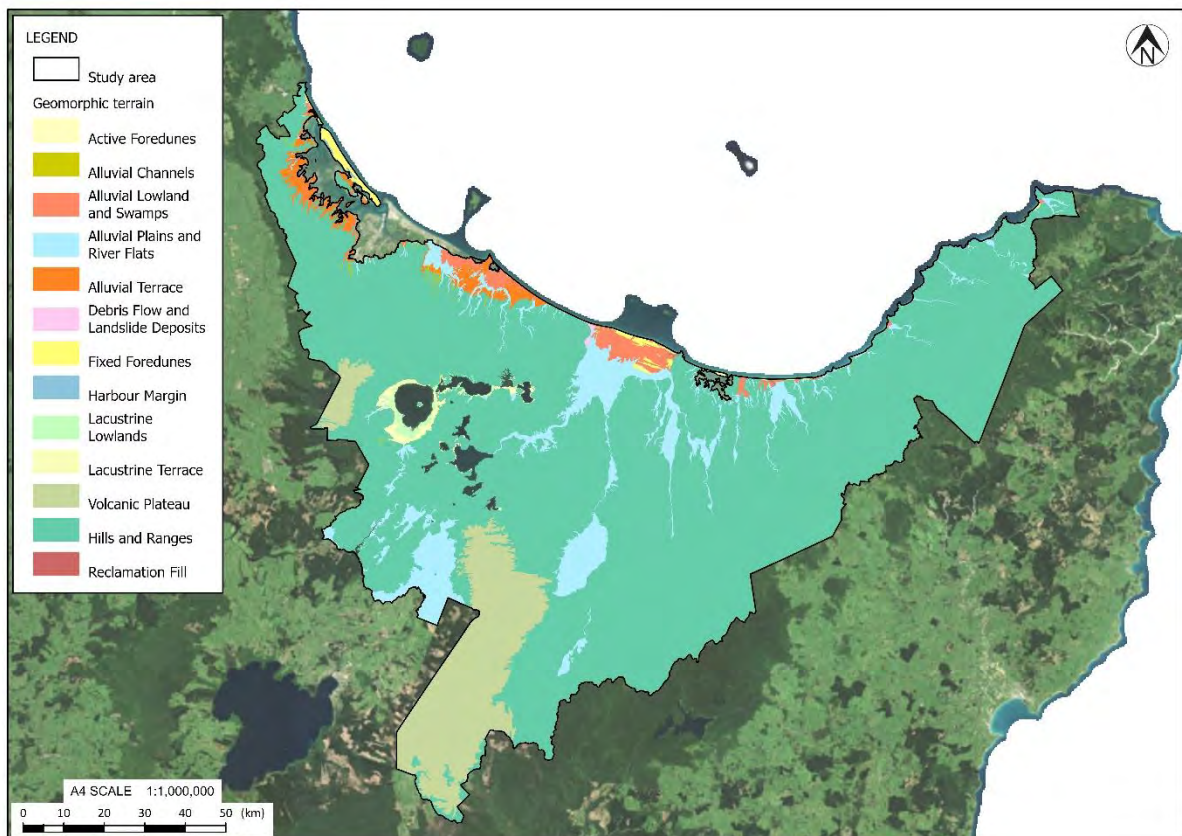 LEGEND
Study area
Geomorphic terrain
Active Foredunes
Alluvial Channels
Alluvial Lowland
and Swamps
Alluvial Plains and
River Flats
Alluvial Terrace
Debris Flow and
Landslide Deposits
Fixed Foredunes
Harbour Margin
Lacustrine
Lowlands
Lacustrine Terrace
Volcanic Plateau
Hills and Ranges
Reclamation Fill
N
A4 SCALE 1:1,000,000
0 10 20 30 40 50 (km)